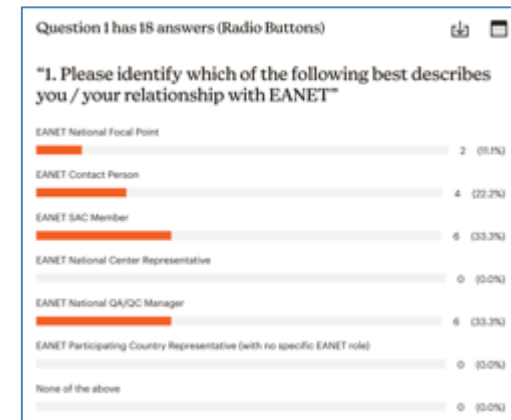 Question 1 has 18 answers (Radio Buttons)
"1. Please identify which of the following best describes
you / your relationship with EANET"
EANET National Focal Point
2 (11.1%)
EANET Contact Person
4 (22.2%)
EANET SAC Member
6 (33.3%)
EANET National Center Representative
0 (0.0%)
EANET National QA/QC Manager
6 (33.3%)
EANET Participating Country Representative (with no specific EANET role)
0 (0.0%)
None of the above
0 (0.0%)